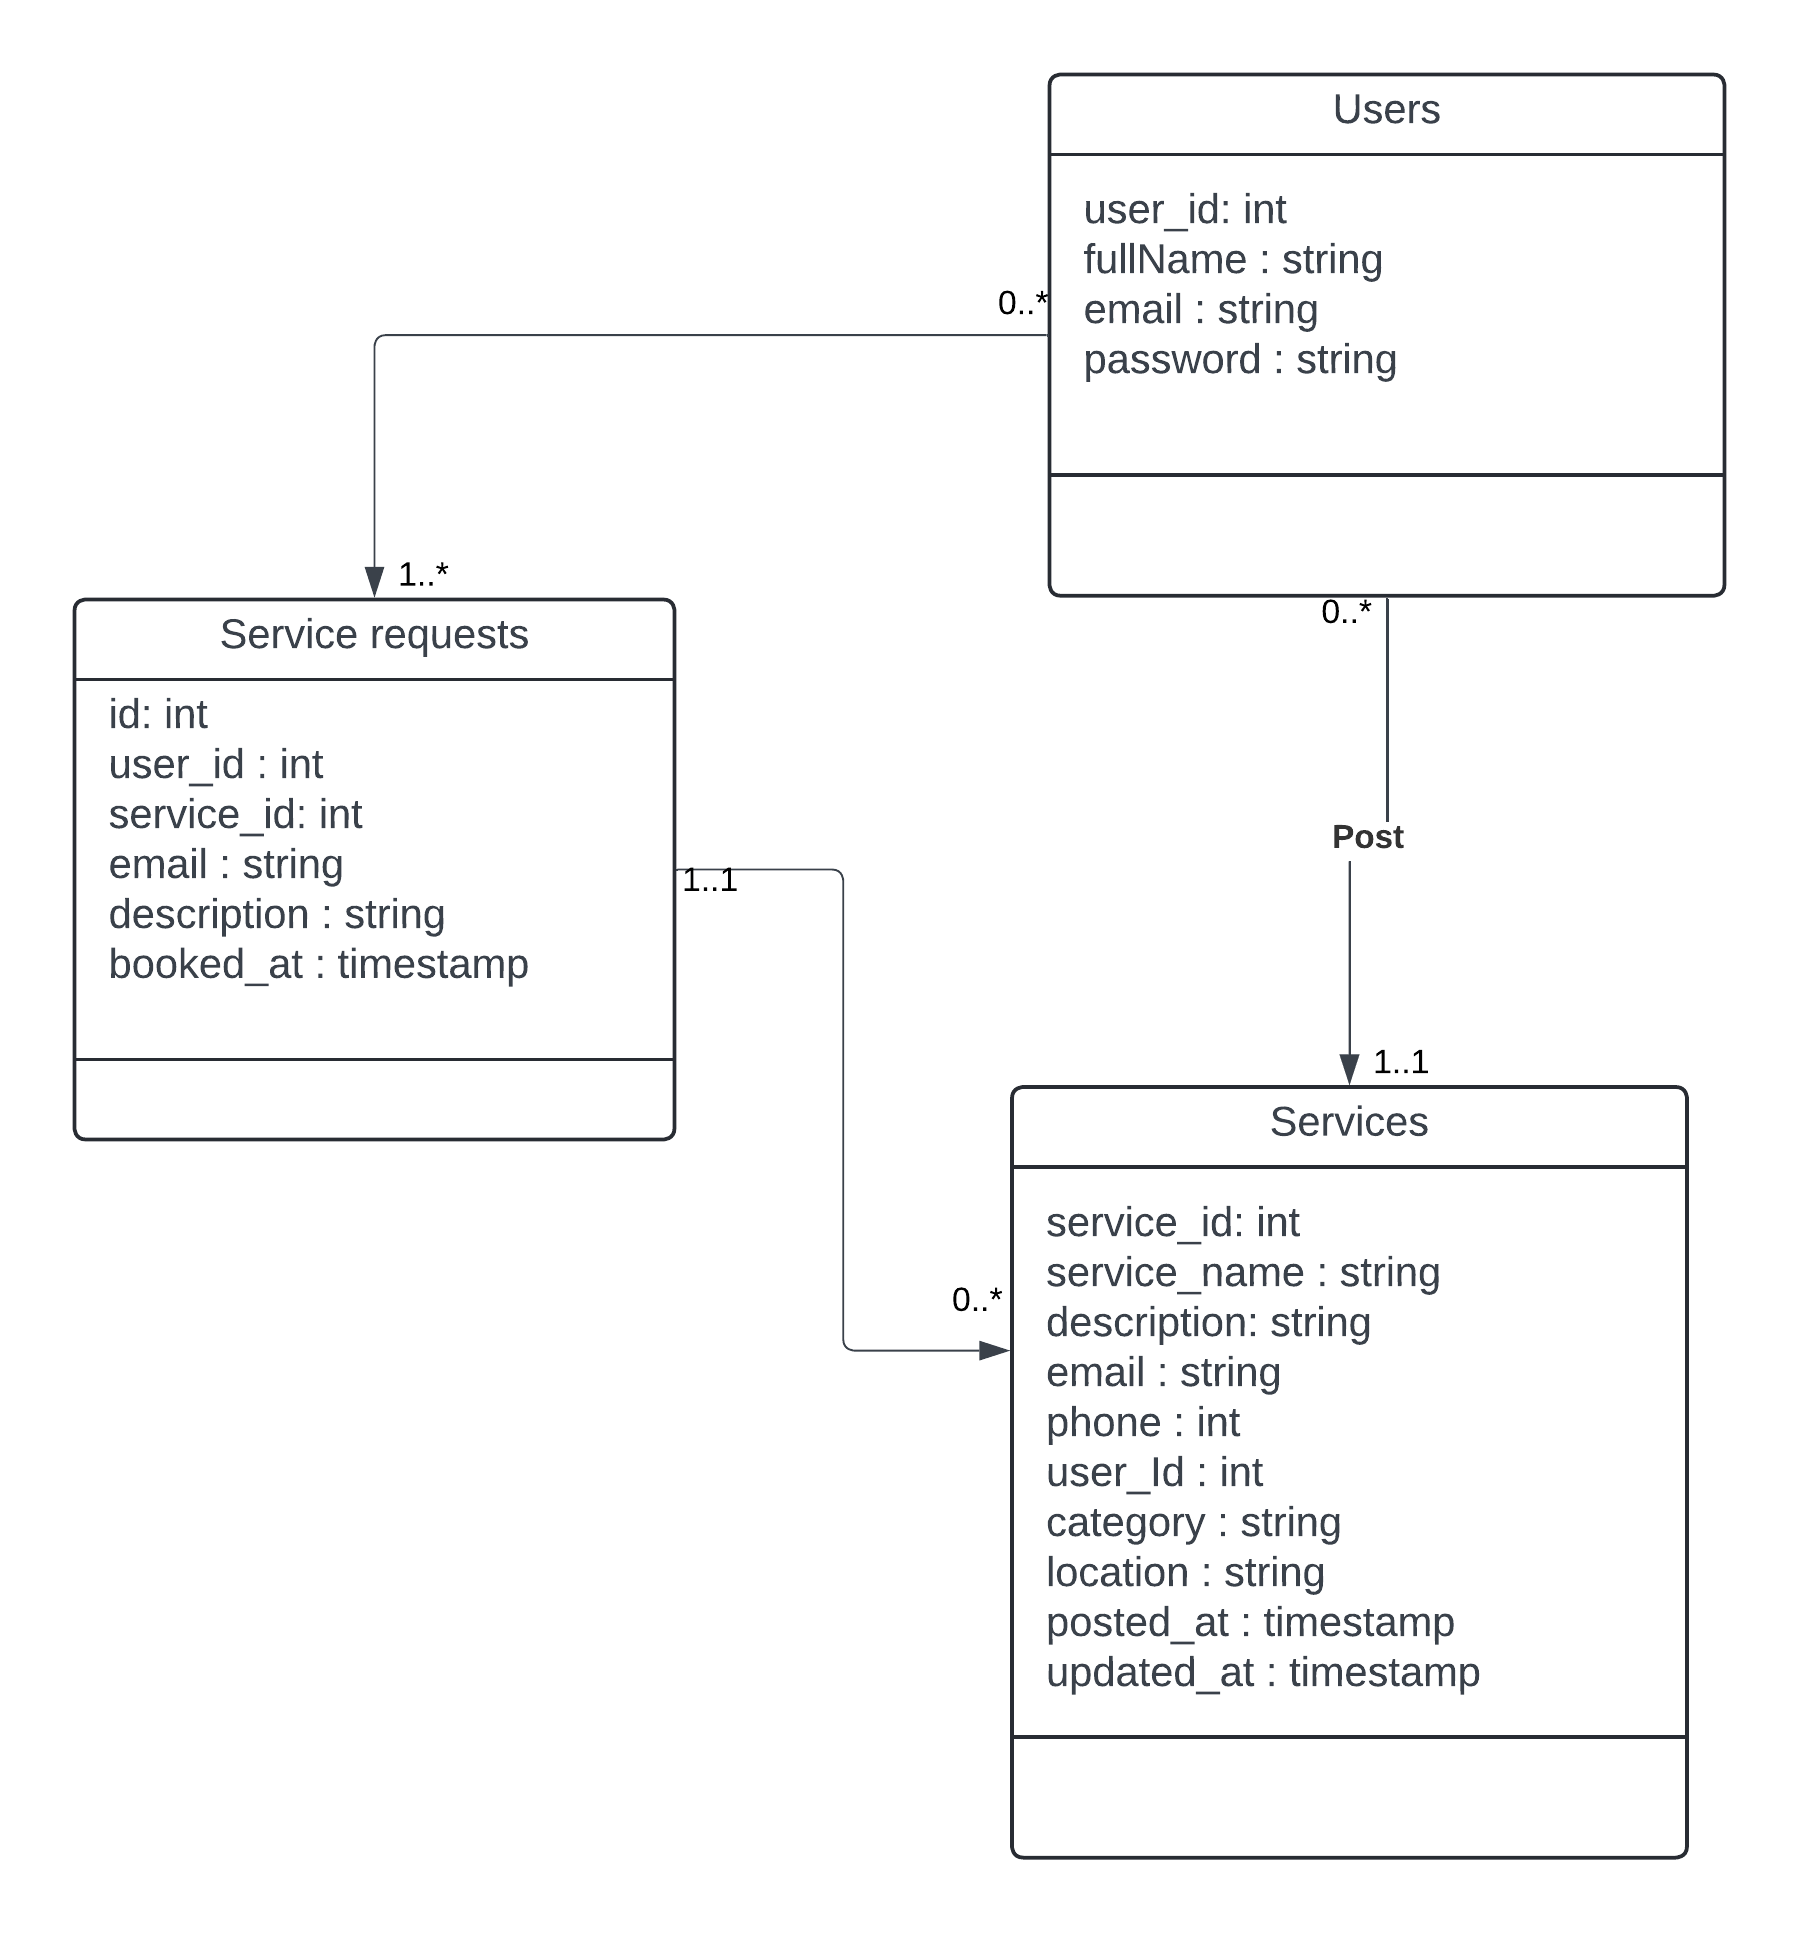 Users
user_id: int
fullName : string
email : string
password : string
0..*
1..*
0..*
Service requests
id: int
user_id : int
service_id: int
email : string
description : string
booked_at : timestamp
1..1
Post
1..1
0..*
Services
service_id: int
service_name : string
description: string
email : string
phone : int
user_Id : int
category : string
location : string
posted_at : timestamp
updated_at : timestamp